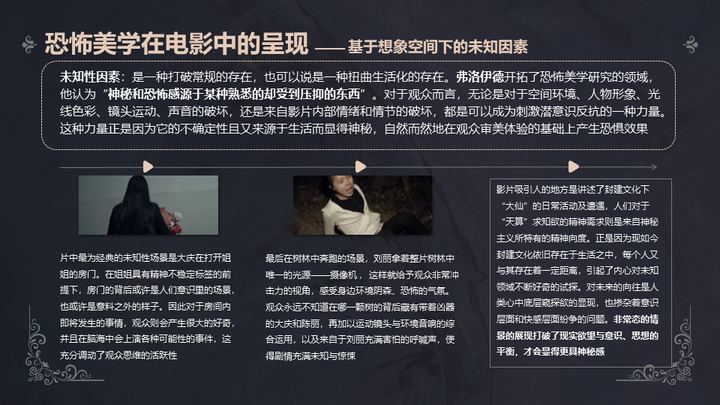 恐怖美学在电影中的呈现 —— 基于想象空间下的未知因素
未知性因素：是一种打破常规的存在，也可以说是一种扭曲生活化的存在。弗洛伊德开拓了恐怖美学研究的领域，
他认为“神秘和恐怖感源于某种熟悉的却受到压抑的东西”。对于观众而言，无论是对于空间环境、人物形象、光
线色彩、镜头运动、声音的破坏，还是来自影片内部情绪和情节的破坏，都是可以成为刺激潜意识反抗的一种力量。
这种力量正是因为它的不确定性且又来源于生活而显得神秘，自然而然地在观众审美体验的基础上产生恐惧效果
片中最为经典的未知性场景是大庆在打开姐
姐的房门。在姐姐具有精神不稳定标签的前
提下，房门的背后或许是人们意识里的场景，
也或许是意料之外的样子。因此对于房间内
即将发生的事情，观众则会产生很大的好奇，
并且在脑海中会上演各种可能性的事件，这
充分调动了观众思维的活跃性
最后在树林中奔跑的场景，刘丽拿着整片树林中
唯一的光源——摄像机，这样就给予观众非常冲
击力的视角，感受身边环境阴森、恐怖的气氛。
观众永远不知道在哪一颗树的背后藏有带着凶器
的大庆和陈丽，再加以运动镜头与环境音响的综
合运用，以及来自于刘丽充满害怕的呼喊声，使
得剧情充满未知与惊悚
影片吸引人的地方是讲述了封建文化下
“大仙”的日常活动及遭遇，人们对于
“天算”求知欲的精神需求则是来自神秘
主义所特有的精神向度。正是因为现如今
封建文化依旧存在于生活之中，每个人又
与其存在着一定距离，引起了内心对未知
领域不断好奇的试探。对未来的向往是人
类心中底层窥探欲的显现，也掺杂着意识
层面和快感层面纷争的问题。非常态的情
景的展现打破了现实欲望与意识、思想的
平衡，才会显得更具神秘感